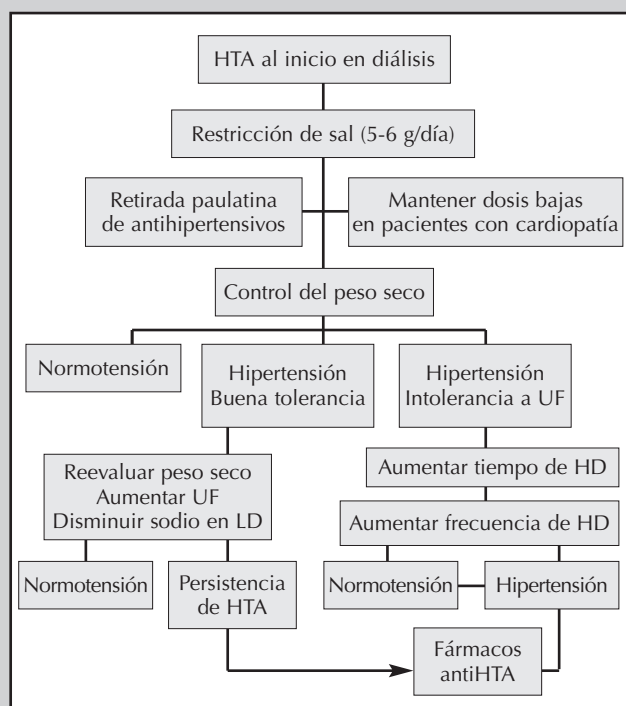 HTA al inicio en diálisis
Restricción de sal (5-6 g/día)
Retirada paulatina
de antihipertensivos
Mantener dosis bajas
en pacientes con cardiopatía
Control del peso seco
Normotensión
Hipertensión
Buena tolerancia
Hipertensión
Intolerancia a UF
Reevaluar peso seco
Aumentar UF
Disminuir sodio en LD
Aumentar tiempo de HD
Aumentar frecuencia de HD
Normotensión
Persistencia
de HTA
Normotensión
Hipertensión
Fármacos
antiHTA